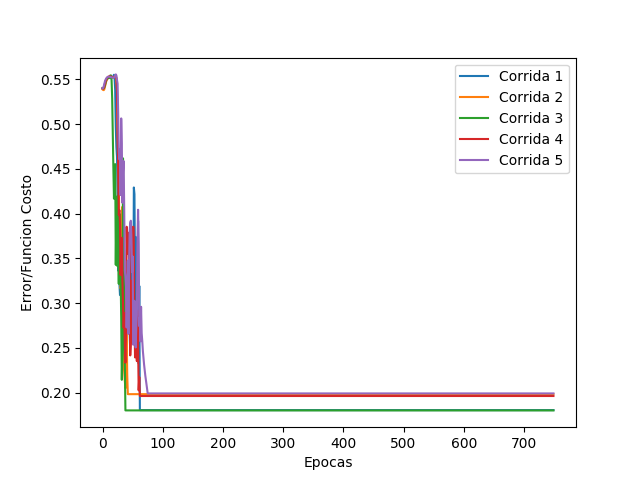 Corrida 1
Corrida 2
Corrida 3
Corrida 4
Corrida 5
Error/Funcion Costo
0.55
0.50
0.45
0.40
0.35
0.30
0.25
0.20
0 100 200 300 400 500 600 700
Epocas